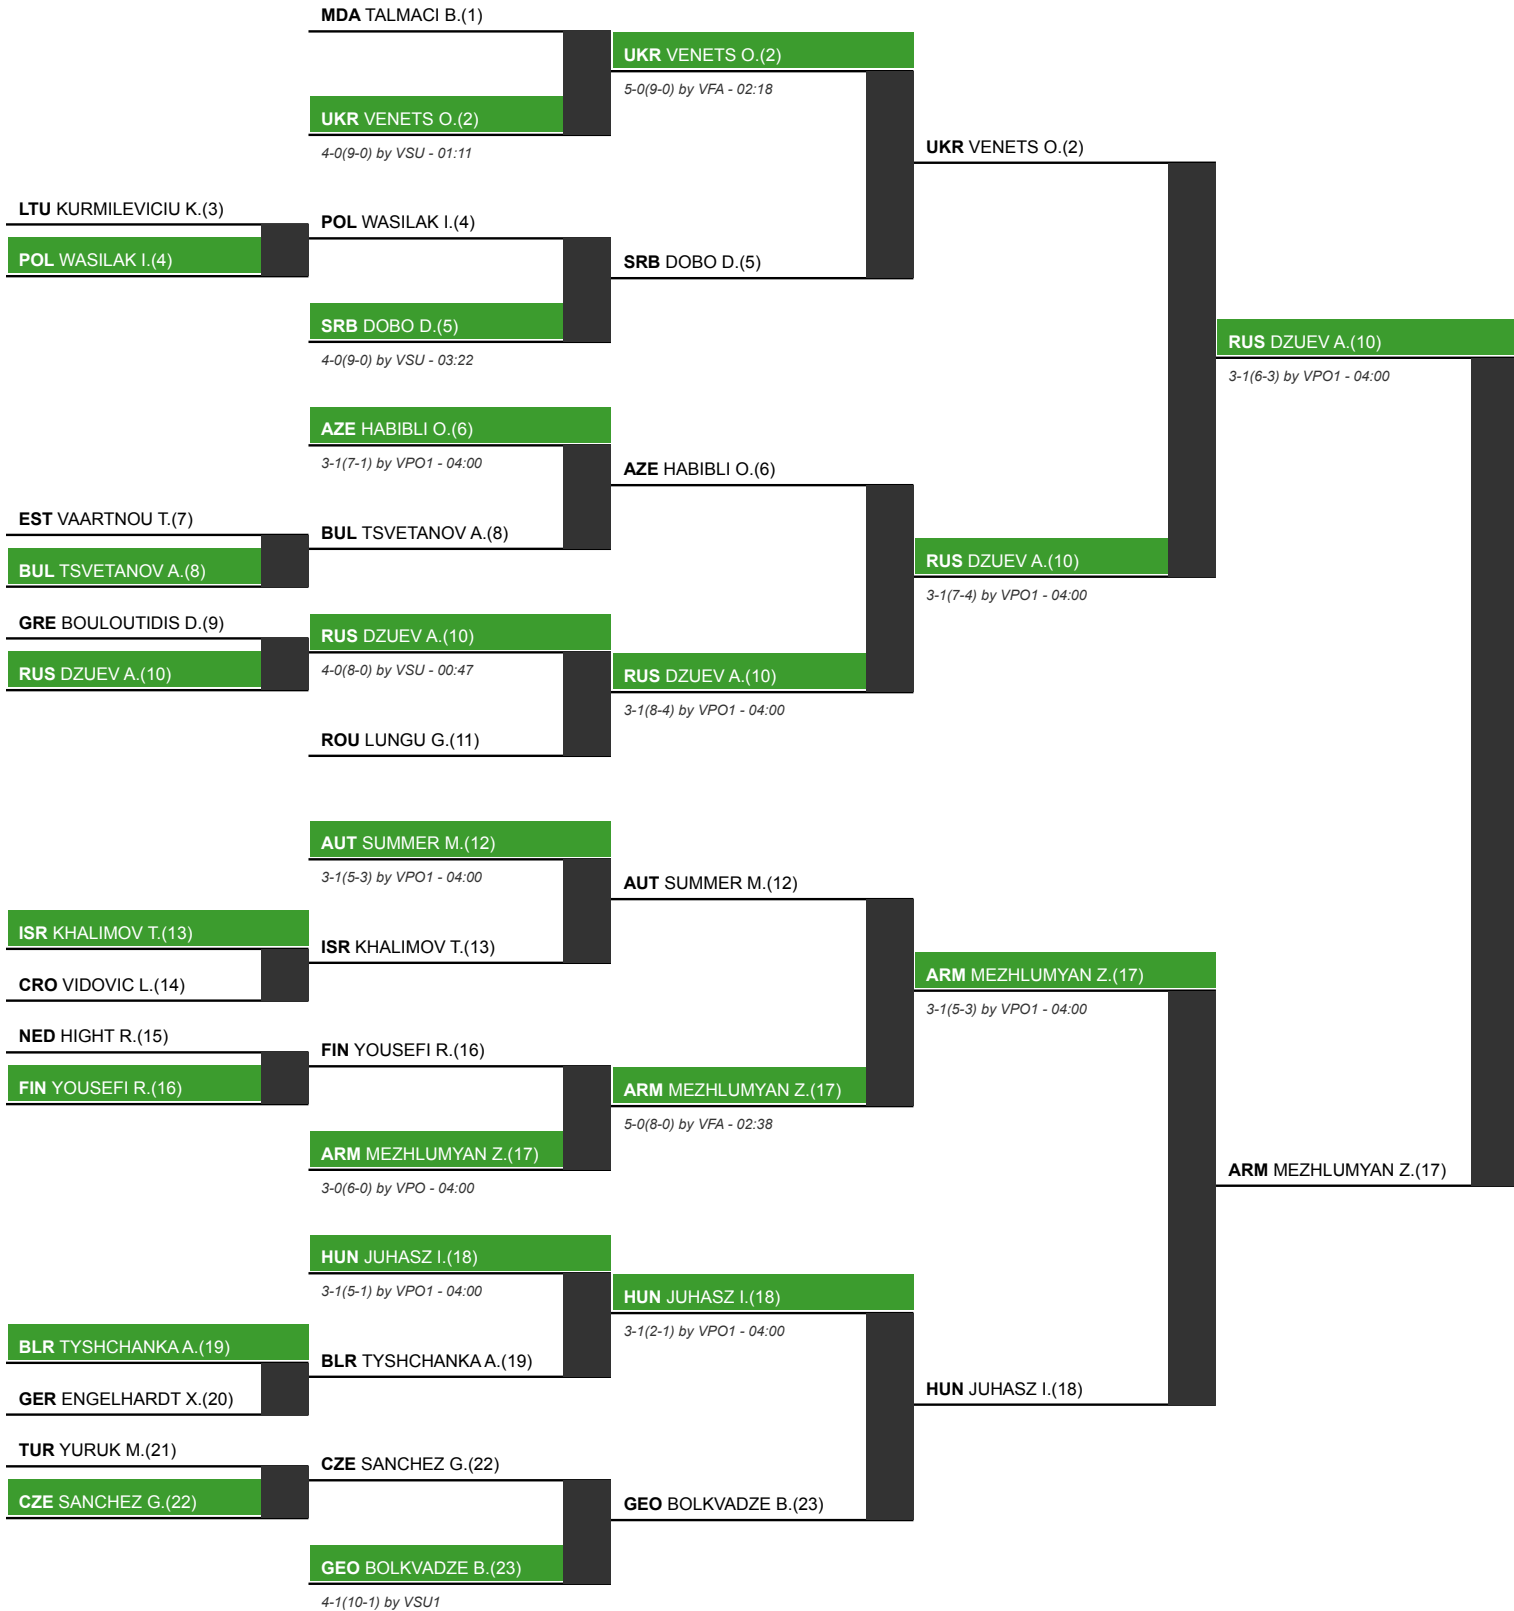 MDA TALMACI B.(1)
UKR VENETS O.(2)
5-0(9-0) by VFA - 02:18
UKR VENETS O.(2)
4-0(9-0) by VSU - 01:11
UKR VENETS O.(2)
LTU KURMILEVICIU K.(3)
POL WASILAK I.(4)
POL WASILAK I.(4)
SRB DOBO D.(5)
SRB DOBO D.(5)
4-0(9-0) by VSU - 03:22
RUS DZUEV A.(10)
3-1(6-3) by VPO1 - 04:00
AZE HABIBLI O.(6)
3-1(7-1) by VPO1 - 04:00
AZE HABIBLI O.(6)
EST VAARTNOU T.(7)
BUL TSVETANOV A.(8)
BUL TSVETANOV A.(8)
RUS DZUEV A.(10)
3-1(7-4) by VPO1 - 04:00
GRE BOULOUTIDIS D.(9)
RUS DZUEV A.(10)
4-0(8-0) by VSU - 00:47
RUS DZUEV A.(10)
RUS DZUEV A.(10)
3-1(8-4) by VPO1 - 04:00
ROU LUNGU G.(11)
AUT SUMMER M.(12)
3-1(5-3) by VPO1 - 04:00
AUT SUMMER M.(12)
ISR KHALIMOV T.(13)
ISR KHALIMOV T.(13)
CRO VIDOVIC L.(14)
ARM MEZHLUMYAN Z.(17)
3-1(5-3) by VPO1 - 04:00
NED HIGHT R.(15)
FIN YOUSEFI R.(16)
FIN YOUSEFI R.(16)
ARM MEZHLUMYAN Z.(17)
5-0(8-0) by VFA - 02:38
ARM MEZHLUMYAN Z.(17)
3-0(6-0) by VPO - 04:00
ARM MEZHLUMYAN Z.(17)
HUN JUHASZ I.(18)
3-1(5-1) by VPO1 - 04:00
HUN JUHASZ I.(18)
3-1(2-1) by VPO1 - 04:00
BLR TYSHCHANKA A.(19)
BLR TYSHCHANKA A.(19)
GER ENGELHARDT X.(20)
HUN JUHASZ I.(18)
TUR YURUK M.(21)
CZE SANCHEZ G.(22)
CZE SANCHEZ G.(22)
GEO BOLKVADZE B.(23)
GEO BOLKVADZE B.(23)
4-1(10-1) by VSU1